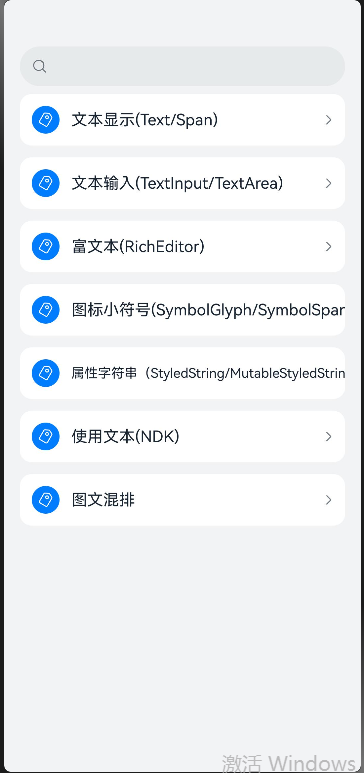 文本显示(Text/Span)
文本输入(TextInput/TextArea)
富文本(RichEditor)
图标小符号(SymbolGlyph/SymbolSpan
属性字符串（StyledString/MutableStyledStrin
使用文本(NDK)
图文混排
激活 Windows